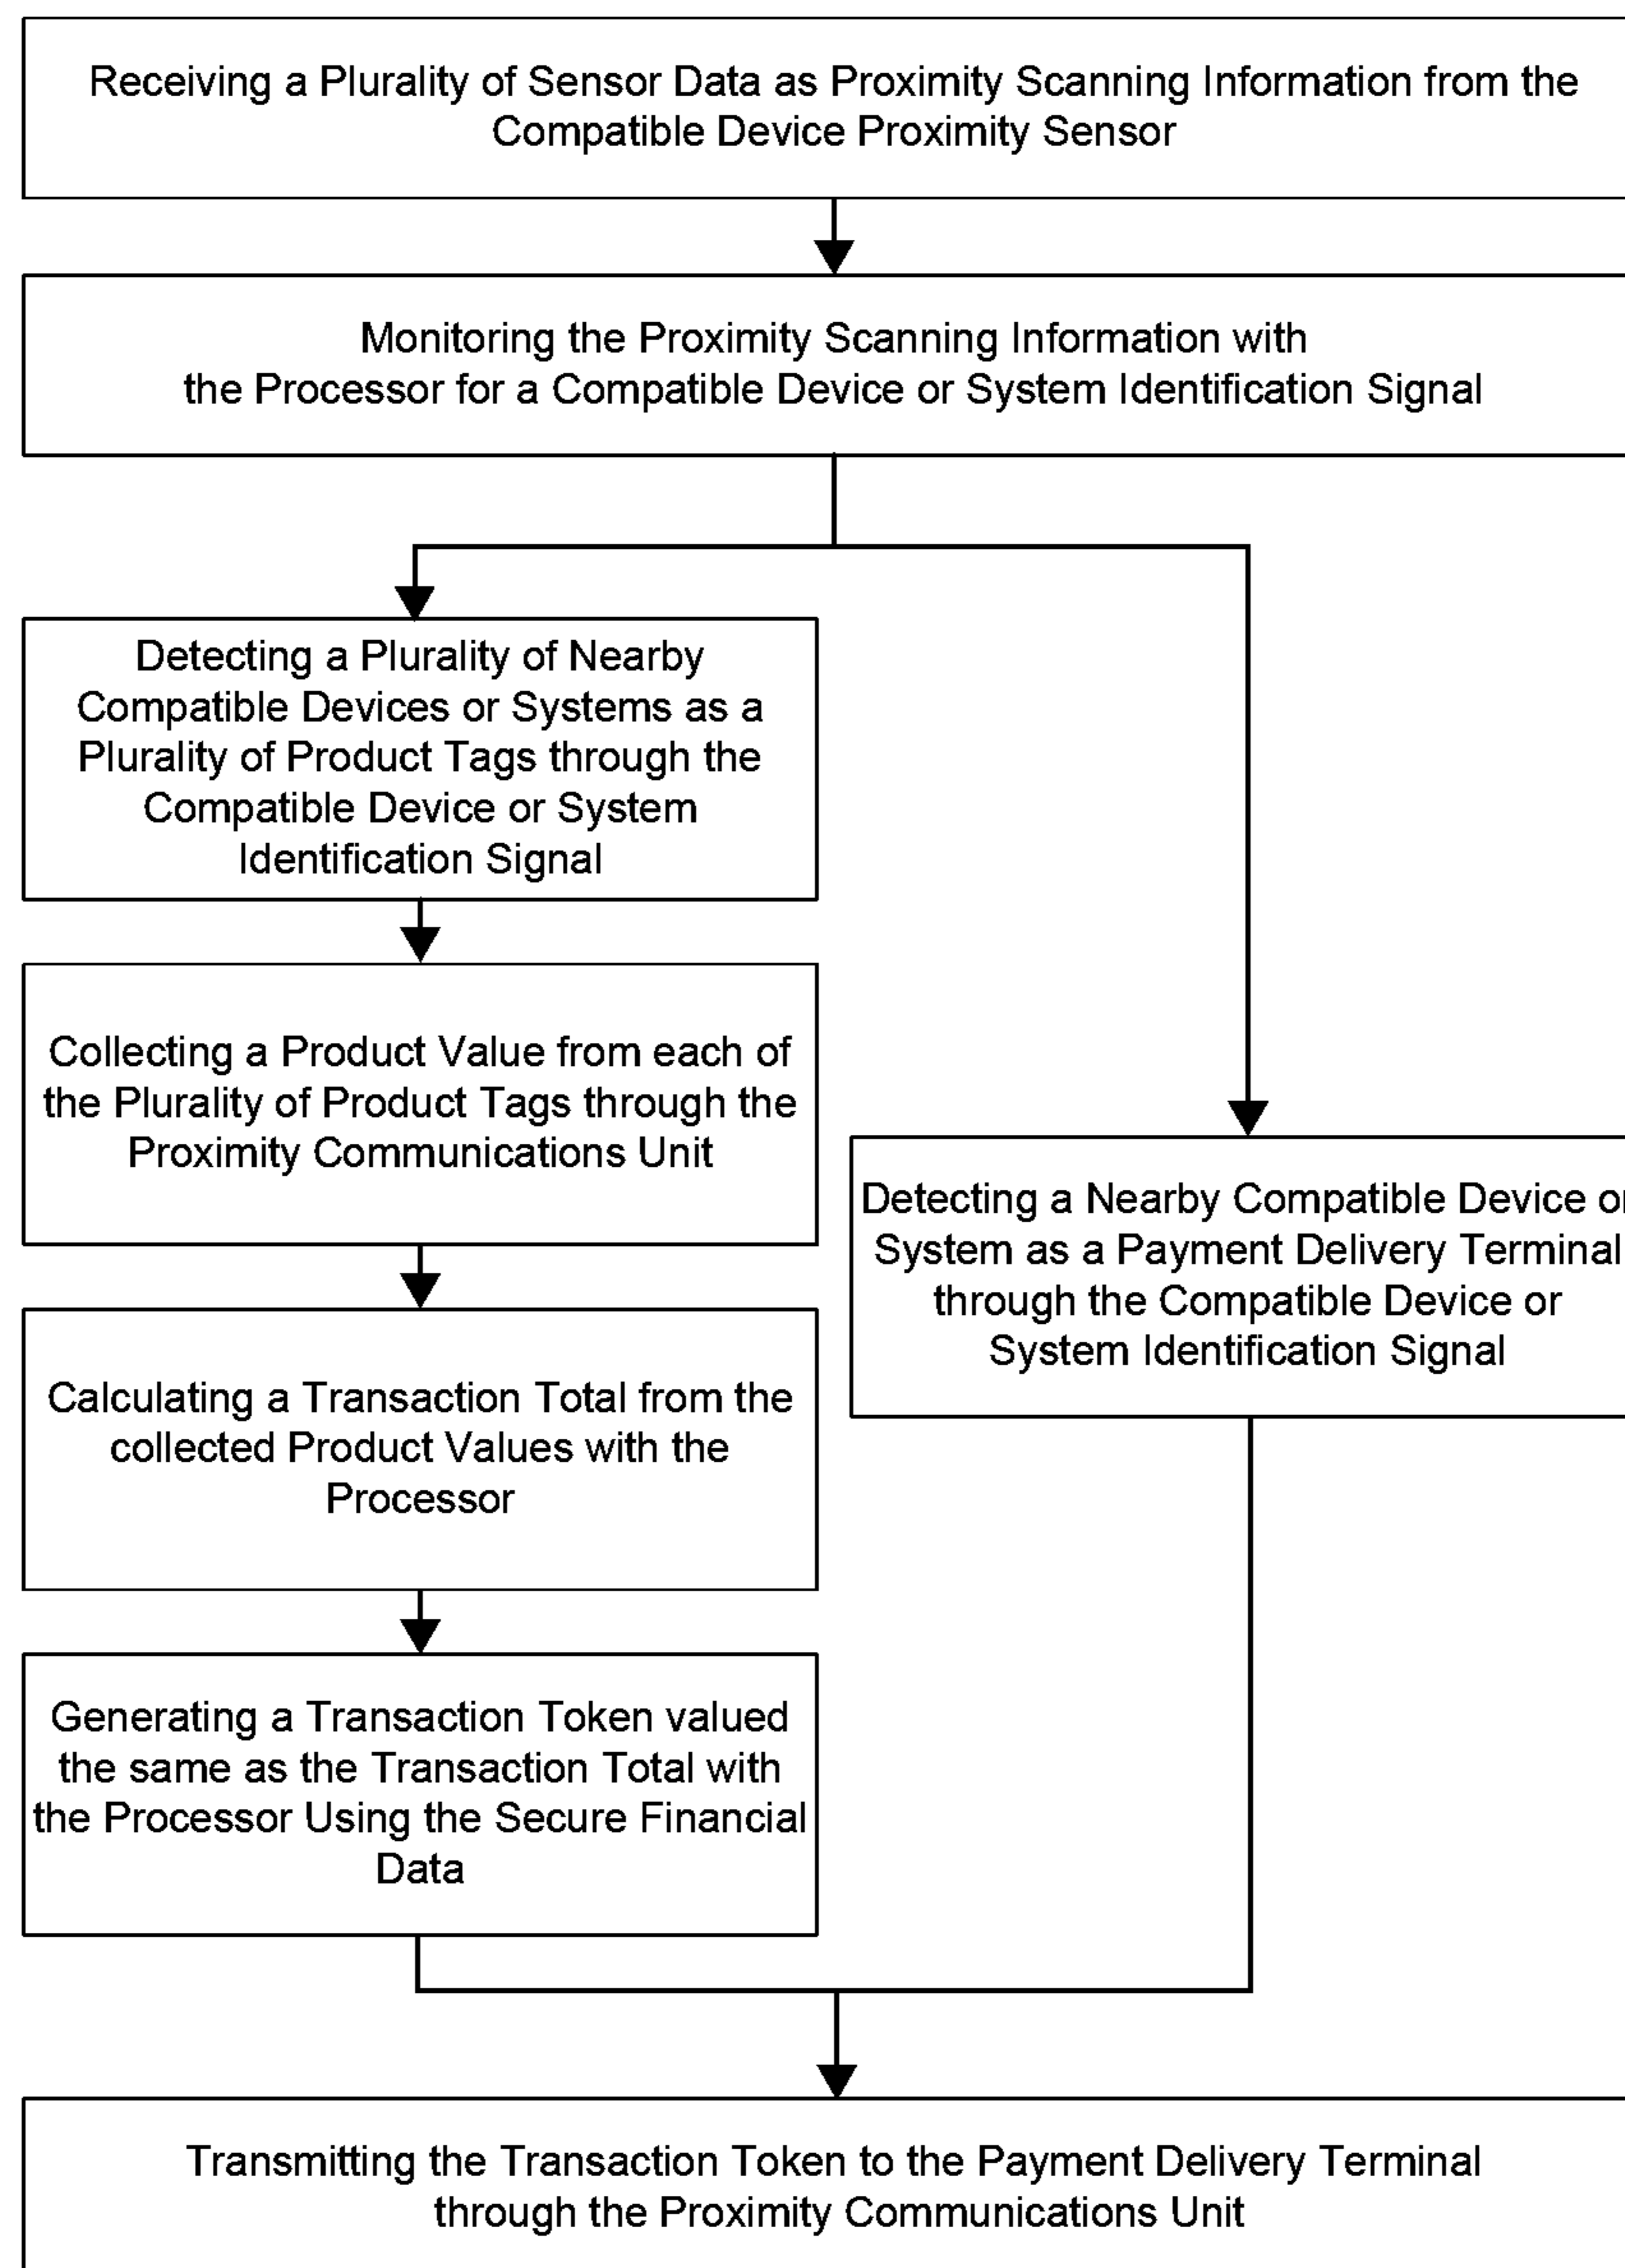 Receiving a Plurality of Sensor Data as Proximity Scanning Information from the
Compatible Device Proximity Sensor
Monitoring the Proximity Scanning Information with
the Processor for a Compatible Device or System Identification Signal
Detecting a Plurality of Nearby
Compatible Devices or Systems as a
Plurality of Product Tags through the
Compatible Device or System
Identification Signal
Collecting a Product Value from each of
the Plurality of Product Tags through the
Proximity Communications Unit
Detecting a Nearby Compatible Device or
System as a Payment Delivery Terminal
through the Compatible Device or
System Identification Signal
Calculating a Transaction Total from the
collected Product Values with the
Processor
Generating a Transaction Token valued
the same as the Transaction Total with
the Processor Using the Secure Financial
Data
Transmitting the Transaction Token to the Payment Delivery Terminal
through the Proximity Communications Unit